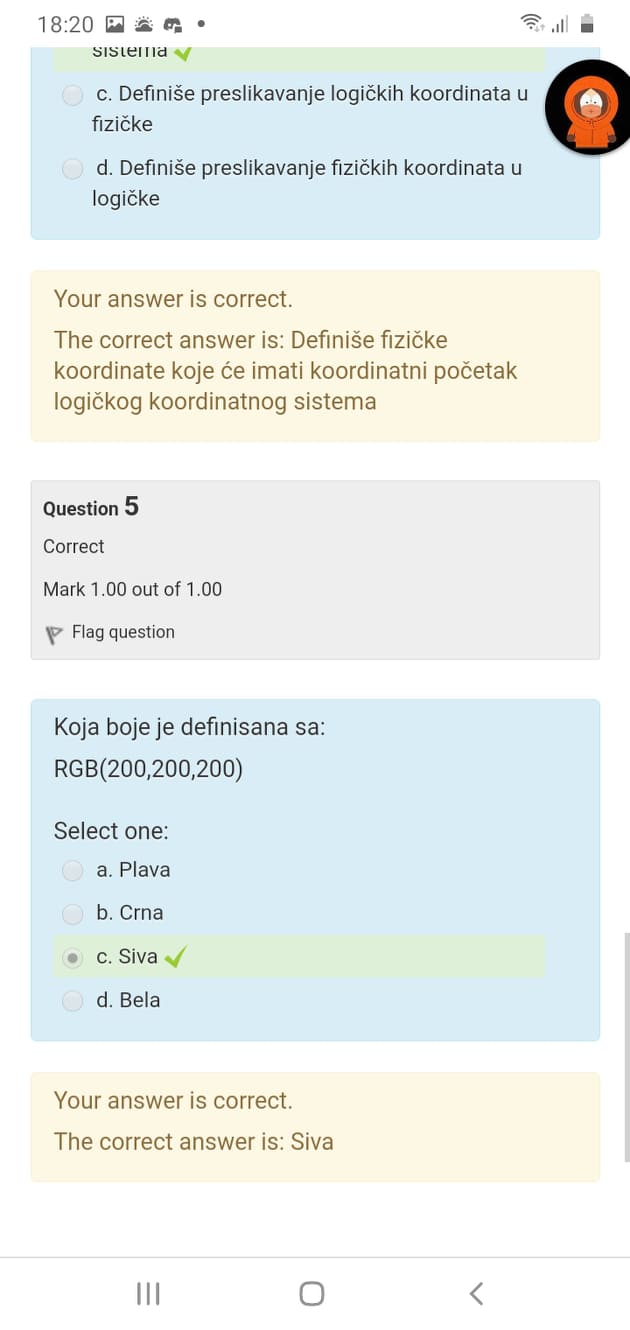 18:20
sistema
c. Definiše preslikavanje logičkih koordinata u
fizičke
d. Definiše preslikavanje fizičkih koordinata u
logičke
Your answer is correct.
The correct answer is: Definiše fizičke
koordinate koje će imati koordinatni početak
logičkog koordinatnog sistema
Question 5
Correct
Mark 1.00 out of 1.00
Flag question
Koja boje je definisana sa:
RGB(200,200,200)
Select one:
a. Plava
b. Crna
c. Siva
d. Bela
Your answer is correct.
The correct answer is: Siva